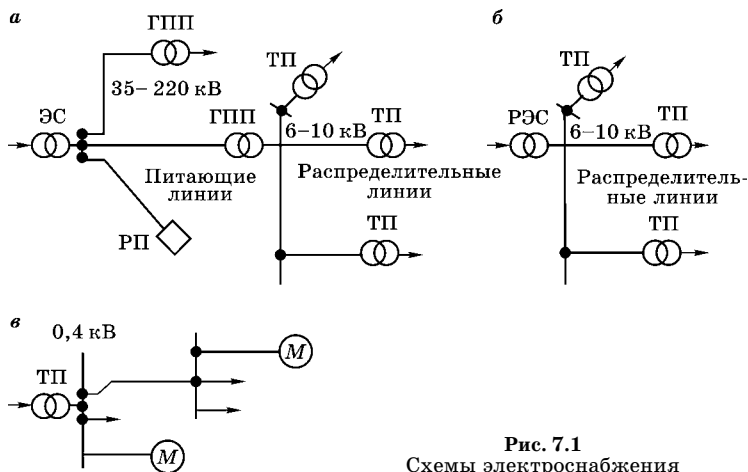 а
ГПП
35– 220 кВ
ЭС
ГПП
ТП
6–10 кВ
ТП
Питающие
линии
Распределительные
линии
РП
ТП
б
ТП
РЭС
6–10 кВ
ТП
Распределитель-
ные линии
ТП
в
0,4 кВ
ТП
М
М
Рис. 7.1
Схемы электроснабжения